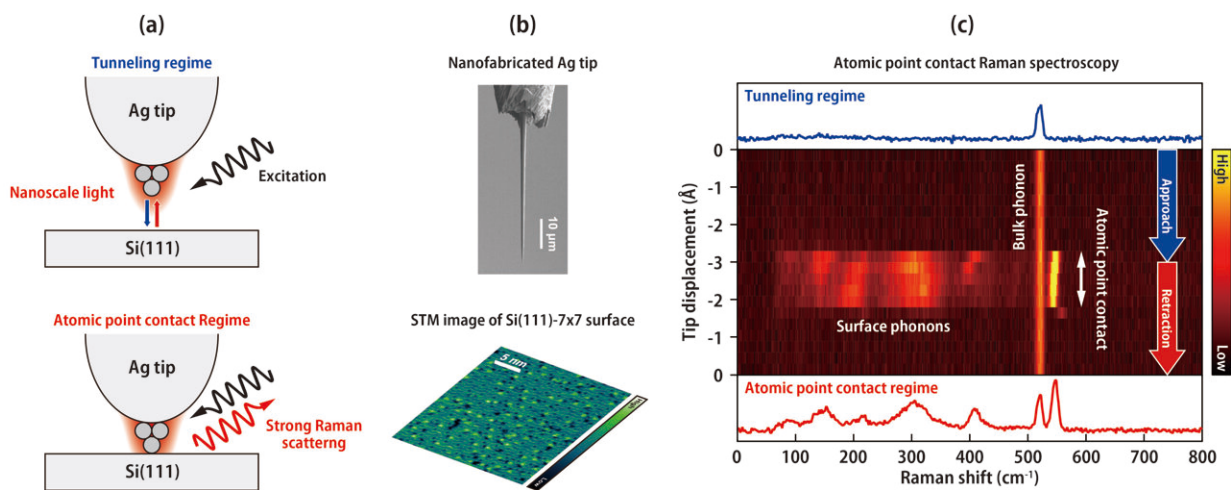 (a)
Tunneling regime
Ag tip
Nanoscale light
Excitation
Si(111)
Atomic point contact Regime
Ag tip
Strong Raman
scatterng
Si(111)
(b)
Nanofabricated Ag tip
10 μm
STM image of Si(111)-7x7 surface
5 nm
High
Low
(c)
Atomic point contact Raman spectroscopy
Tunneling regime
0
-1
-2
-3
-2
-1
0
Tip displacement (Å)
Bulk phonon
Surface phonons
Atomic point contact
Approach
Retraction
High
Low
Atomic point contact regime
0 100 200 300 400 500 600 700 800
Raman shift (cm⁻¹)